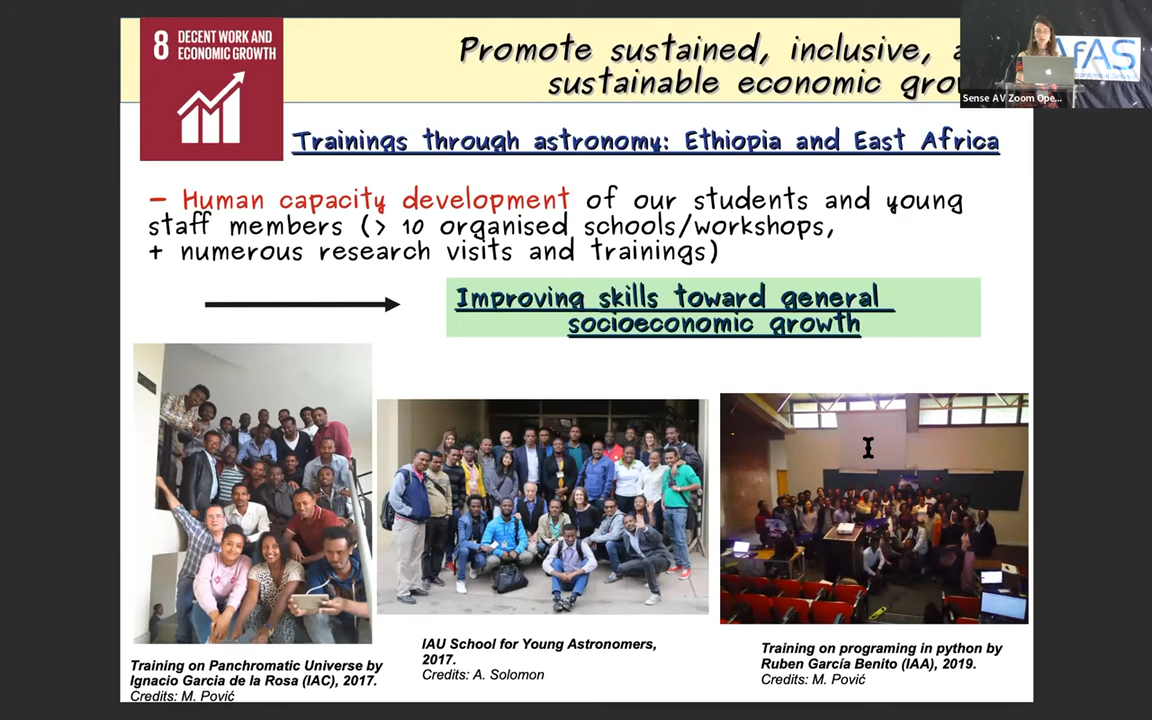 8 DECENT WORK AND
ECONOMIC GROWTH
Promote sustained, inclusive,
sustainable economic
AfAS
Sense AV Zoom Ope...
Trainings through astronomy: Ethiopia and East Africa
- Human capacity development of our students and young
staff members (> 10 organised schools/workshops,
+ numerous research visits and trainings)
Improving skills toward general
socioeconomic growth
Training on Panchromatic Universe by
Ignacio Garcia de la Rosa (IAC), 2017.
Credits: M. Pović
IAU School for Young Astronomers,
2017.
Credits: A. Solomon
Training on programing in python by
Ruben García Benito (IAA), 2019.
Credits: M. Pović